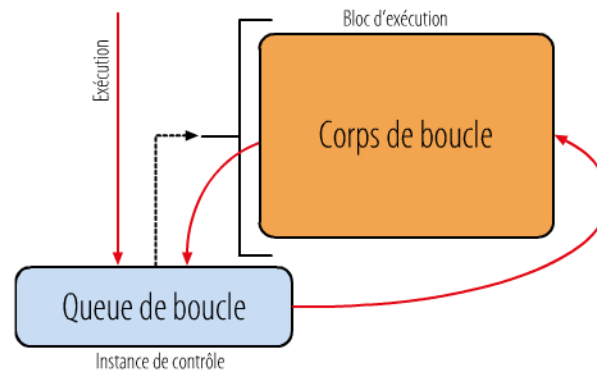 Bloc d'exécution
Exécution
Corps de boucle
Queue de boucle
Instance de contrôle